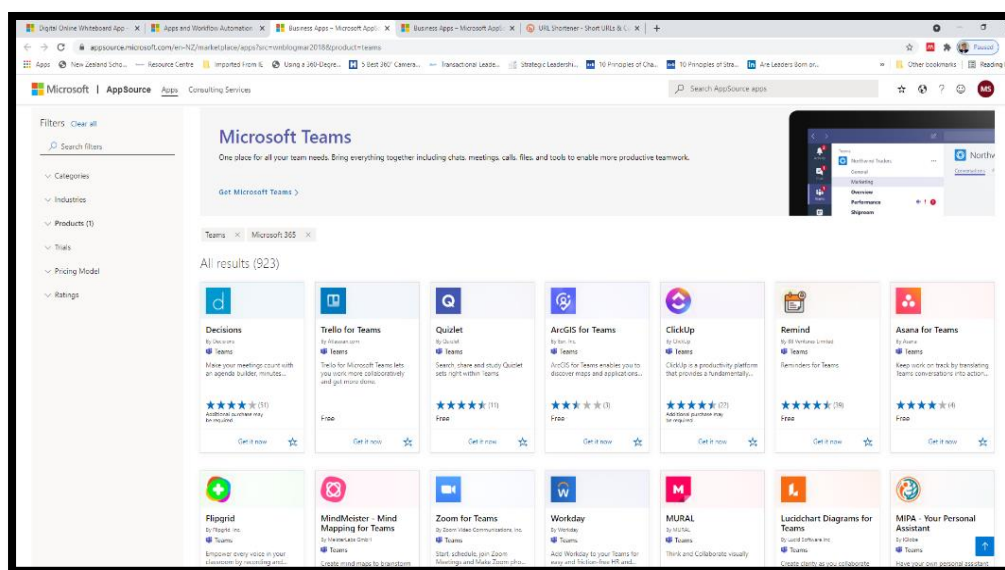 Digital Online Whiteboard App -
Apps and Workflow Automation
Business Apps – Microsoft AppS
Business Apps – Microsoft AppS
URL Shortener - Short URLs & C
appsource.microsoft.com/en-NZ/marketplace/apps?src=wnblogmar2018&product=teams
Paused
Apps
New Zealand Scho...
Resource Centre
Imported From IE
Using a 360-Degre...
5 Best 360° Camera...
Transactional Leade...
Strategic Leadershi...
10 Principles of Cha...
10 Principles of Stra...
Are Leaders Born or...
Other bookmarks
Reading
Microsoft | AppSource Apps Consulting Services
Search AppSource apps
MS
Filters Clear all
Search filters
Categories
Industries
Products (1)
Trials
Pricing Model
Ratings
Microsoft Teams
One place for all your team needs. Bring everything together including chats, meetings, calls, files, and tools to enable more productive teamwork.
Get Microsoft Teams >
Teams
Northwind Traders
General
Marketing
Overview
Performance
Shiproom
Northw
Conversations
Teams × Microsoft 365 ×
All results (923)
Decisions
By Decisions
Teams
Make your meetings count with
an agenda builder, minutes...
(51)
Additional purchase may
be required
Get it now
Trello for Teams
By Atlassian.com
Teams
Trello for Microsoft Teams lets
you work more collaboratively
and get more done.
Free
Get it now
Quizlet
By Quizlet
Teams
Search, share and study Quizlet
sets right within Teams
(11)
Free
Get it now
ArcGIS for Teams
By Esri, Inc.
Teams
ArcGIS for Teams enables you to
discover maps and applications...
(3)
Free
Get it now
ClickUp
By ClickUp
Teams
ClickUp is a productivity platform
that provides a fundamentally...
(27)
Additional purchase may
be required
Get it now
Remind
By BB Ventures Limited
Teams
Reminders for Teams
(39)
Free
Get it now
Asana for Teams
By Asana
Teams
Keep work on track by translating
Teams conversations into action...
(4)
Free
Get it now
Flipgrid
By Flipgrid Inc.
Teams
Empower every voice in your
classroom by recording and...
MindMeister - Mind
Mapping for Teams
By MeisterLabs GmbH
Teams
Create mind maps to brainstorm
Zoom for Teams
By Zoom Video Communications, Inc.
Teams
Start, schedule, join Zoom
Meetings and Make Zoom pho...
Workday
By Workday
Teams
Add Workday to your Teams for
easy and friction-free HR and...
MURAL
By MURAL
Teams
Think and Collaborate visually
Lucidchart Diagrams for
Teams
By Lucid Software Inc
Teams
Create clarity as you collaborate
MIPA - Your Personal
Assistant
By iGlobe
Teams
Have your own personal assistant